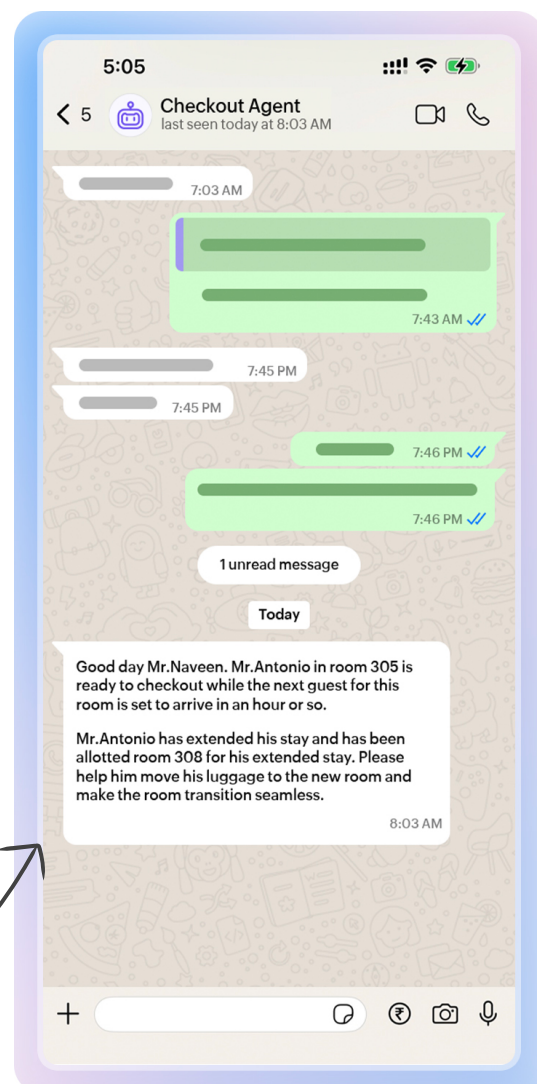 5:05
5
Checkout Agent
last seen today at 8:03 AM
7:03 AM
7:43 AM
7:45 PM
7:45 PM
7:46 PM
7:46 PM
1 unread message
Today
Good day Mr.Naveen. Mr.Antonio in room 305 is
ready to checkout while the next guest for this
room is set to arrive in an hour or so.
Mr.Antonio has extended his stay and has been
allotted room 308 for his extended stay. Please
help him move his luggage to the new room and
make the room transition seamless.
8:03 AM
₹